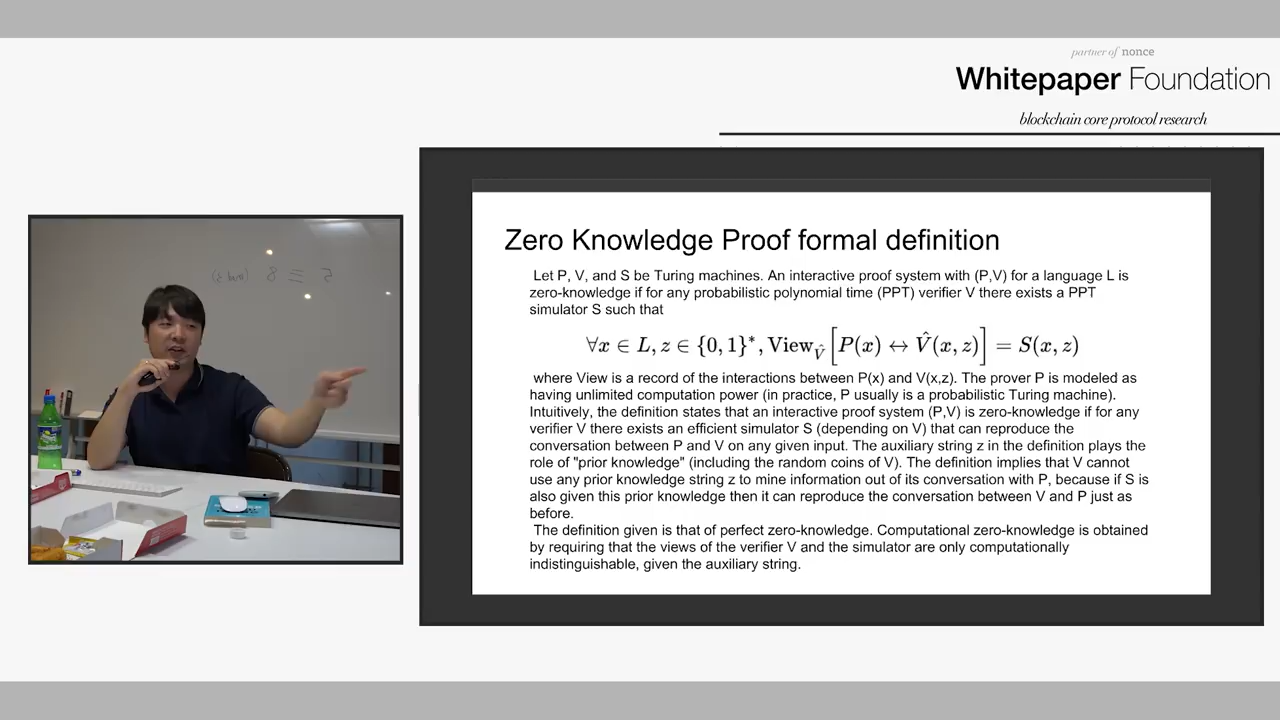 partner of nonce
Whitepaper Foundation
blockchain core protocol research
Zero Knowledge Proof formal definition
Let P, V, and S be Turing machines. An interactive proof system with (P,V) for a language L is
zero-knowledge if for any probabilistic polynomial time (PPT) verifier V there exists a PPT
simulator S such that
∀x ∈ L, z ∈ {0, 1}*, View_V̂ [P(x) ↔ V̂(x, z)] = S(x, z)
where View is a record of the interactions between P(x) and V(x,z). The prover P is modeled as
having unlimited computation power (in practice, P usually is a probabilistic Turing machine).
Intuitively, the definition states that an interactive proof system (P,V) is zero-knowledge if for any
verifier V there exists an efficient simulator S (depending on V) that can reproduce the
conversation between P and V on any given input. The auxiliary string z in the definition plays the
role of "prior knowledge" (including the random coins of V). The definition implies that V cannot
use any prior knowledge string z to mine information out of its conversation with P, because if S is
also given this prior knowledge then it can reproduce the conversation between V and P just as
before.
The definition given is that of perfect zero-knowledge. Computational zero-knowledge is obtained
by requiring that the views of the verifier V and the simulator are only computationally
indistinguishable, given the auxiliary string.